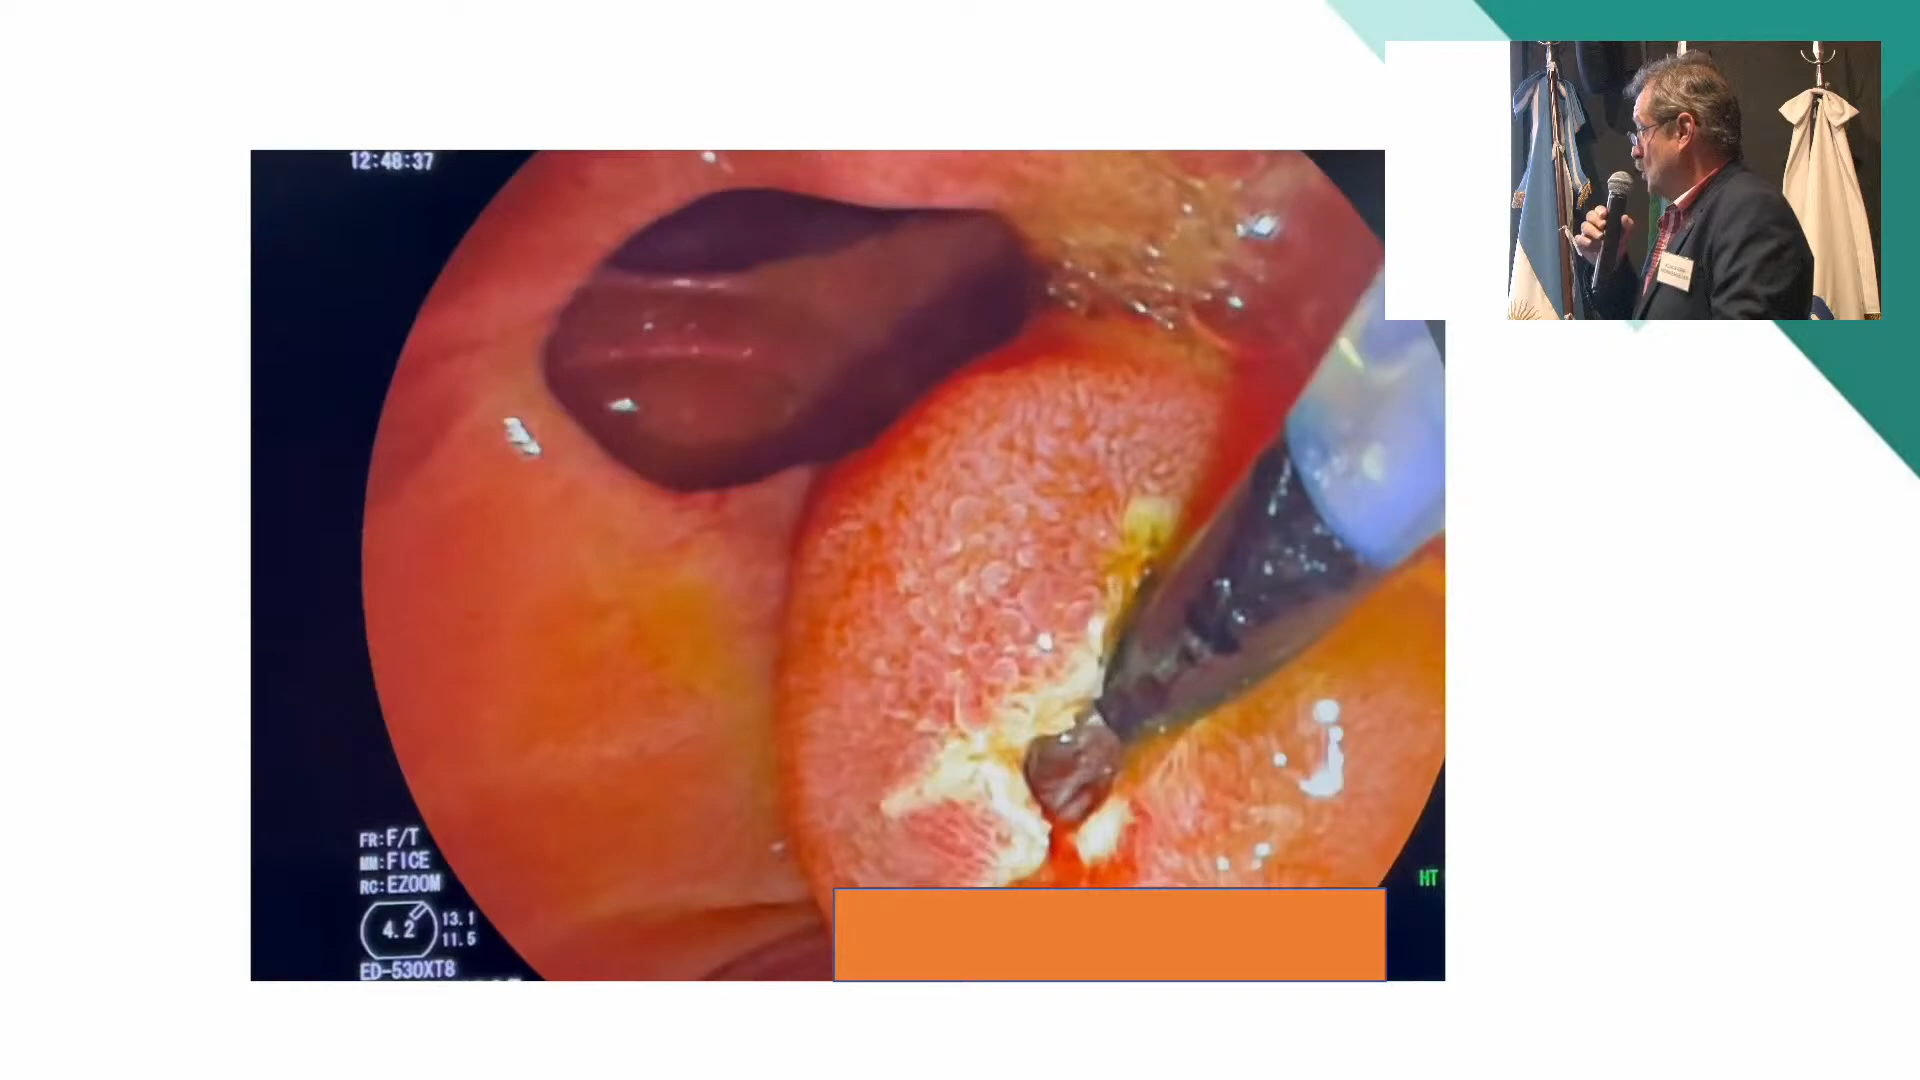 12:48:37
FR:F/T
MM:FICE
RC:EZOOM
4.2
13.1
11.5
ED-530XT8
HT